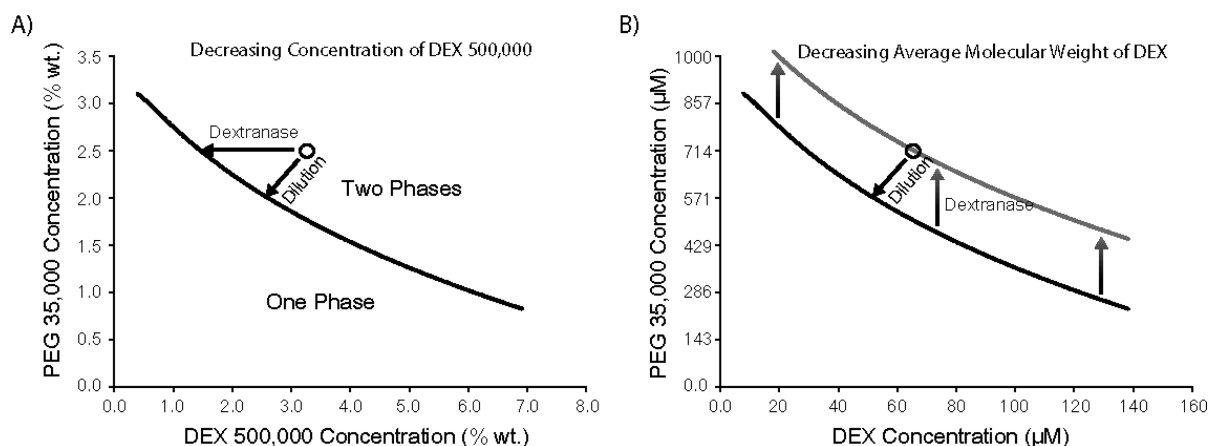 A)
Decreasing Concentration of DEX 500,000
PEG 35,000 Concentration (% wt.)
3.5
3.0
2.5
2.0
1.5
1.0
0.5
0.0
Dextranase
Dilution
Two Phases
One Phase
0.0 1.0 2.0 3.0 4.0 5.0 6.0 7.0 8.0
DEX 500,000 Concentration (% wt.)
B)
Decreasing Average Molecular Weight of DEX
PEG 35,000 Concentration (µM)
1000
857
714
571
429
286
143
0.0
Dilution
Dextranase
0.0 20 40 60 80 100 120 140 160
DEX Concentration (µM)